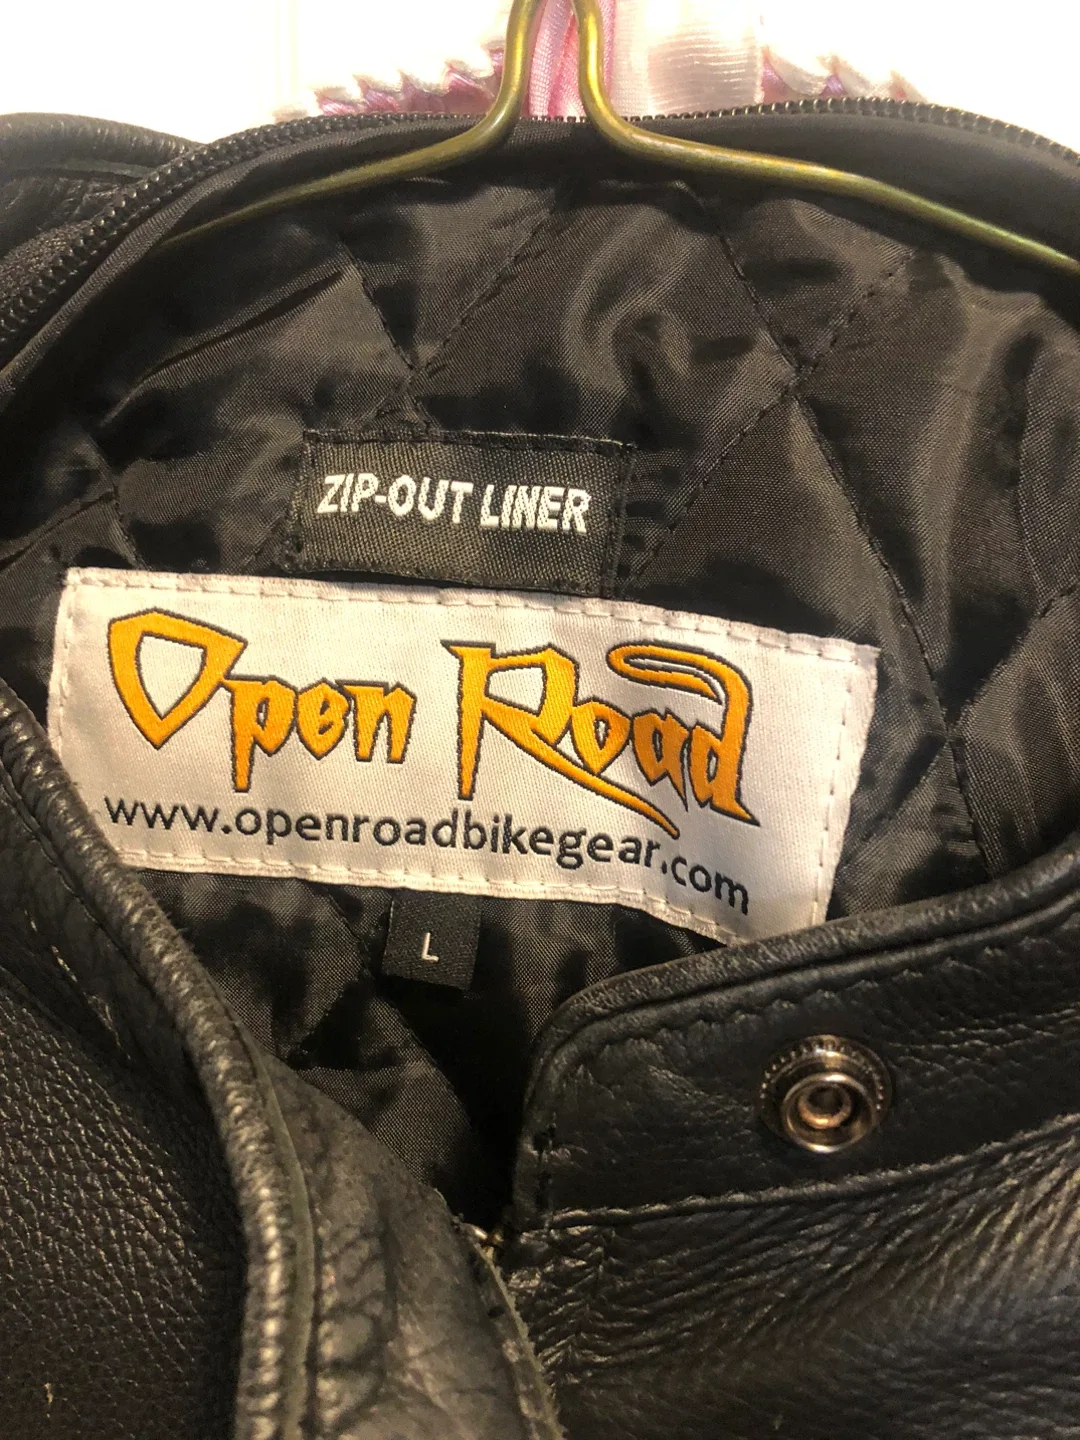 ZIP-OUT LINER
Open Road
www.openroadbikegear.com
L